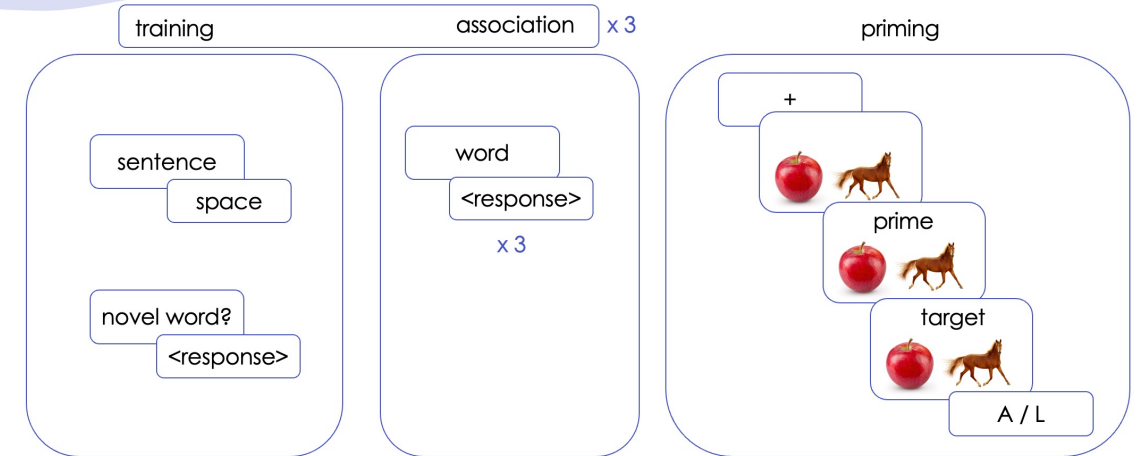 training
association
x 3
priming
sentence
space
novel word?
<response>
word
<response>
x 3
+
prime
target
A / L